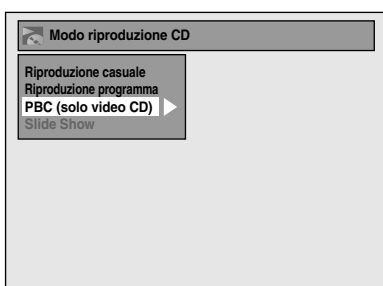 Modo riproduzione CD
Riproduzione casuale
Riproduzione programma
PBC (solo video CD)
Slide Show